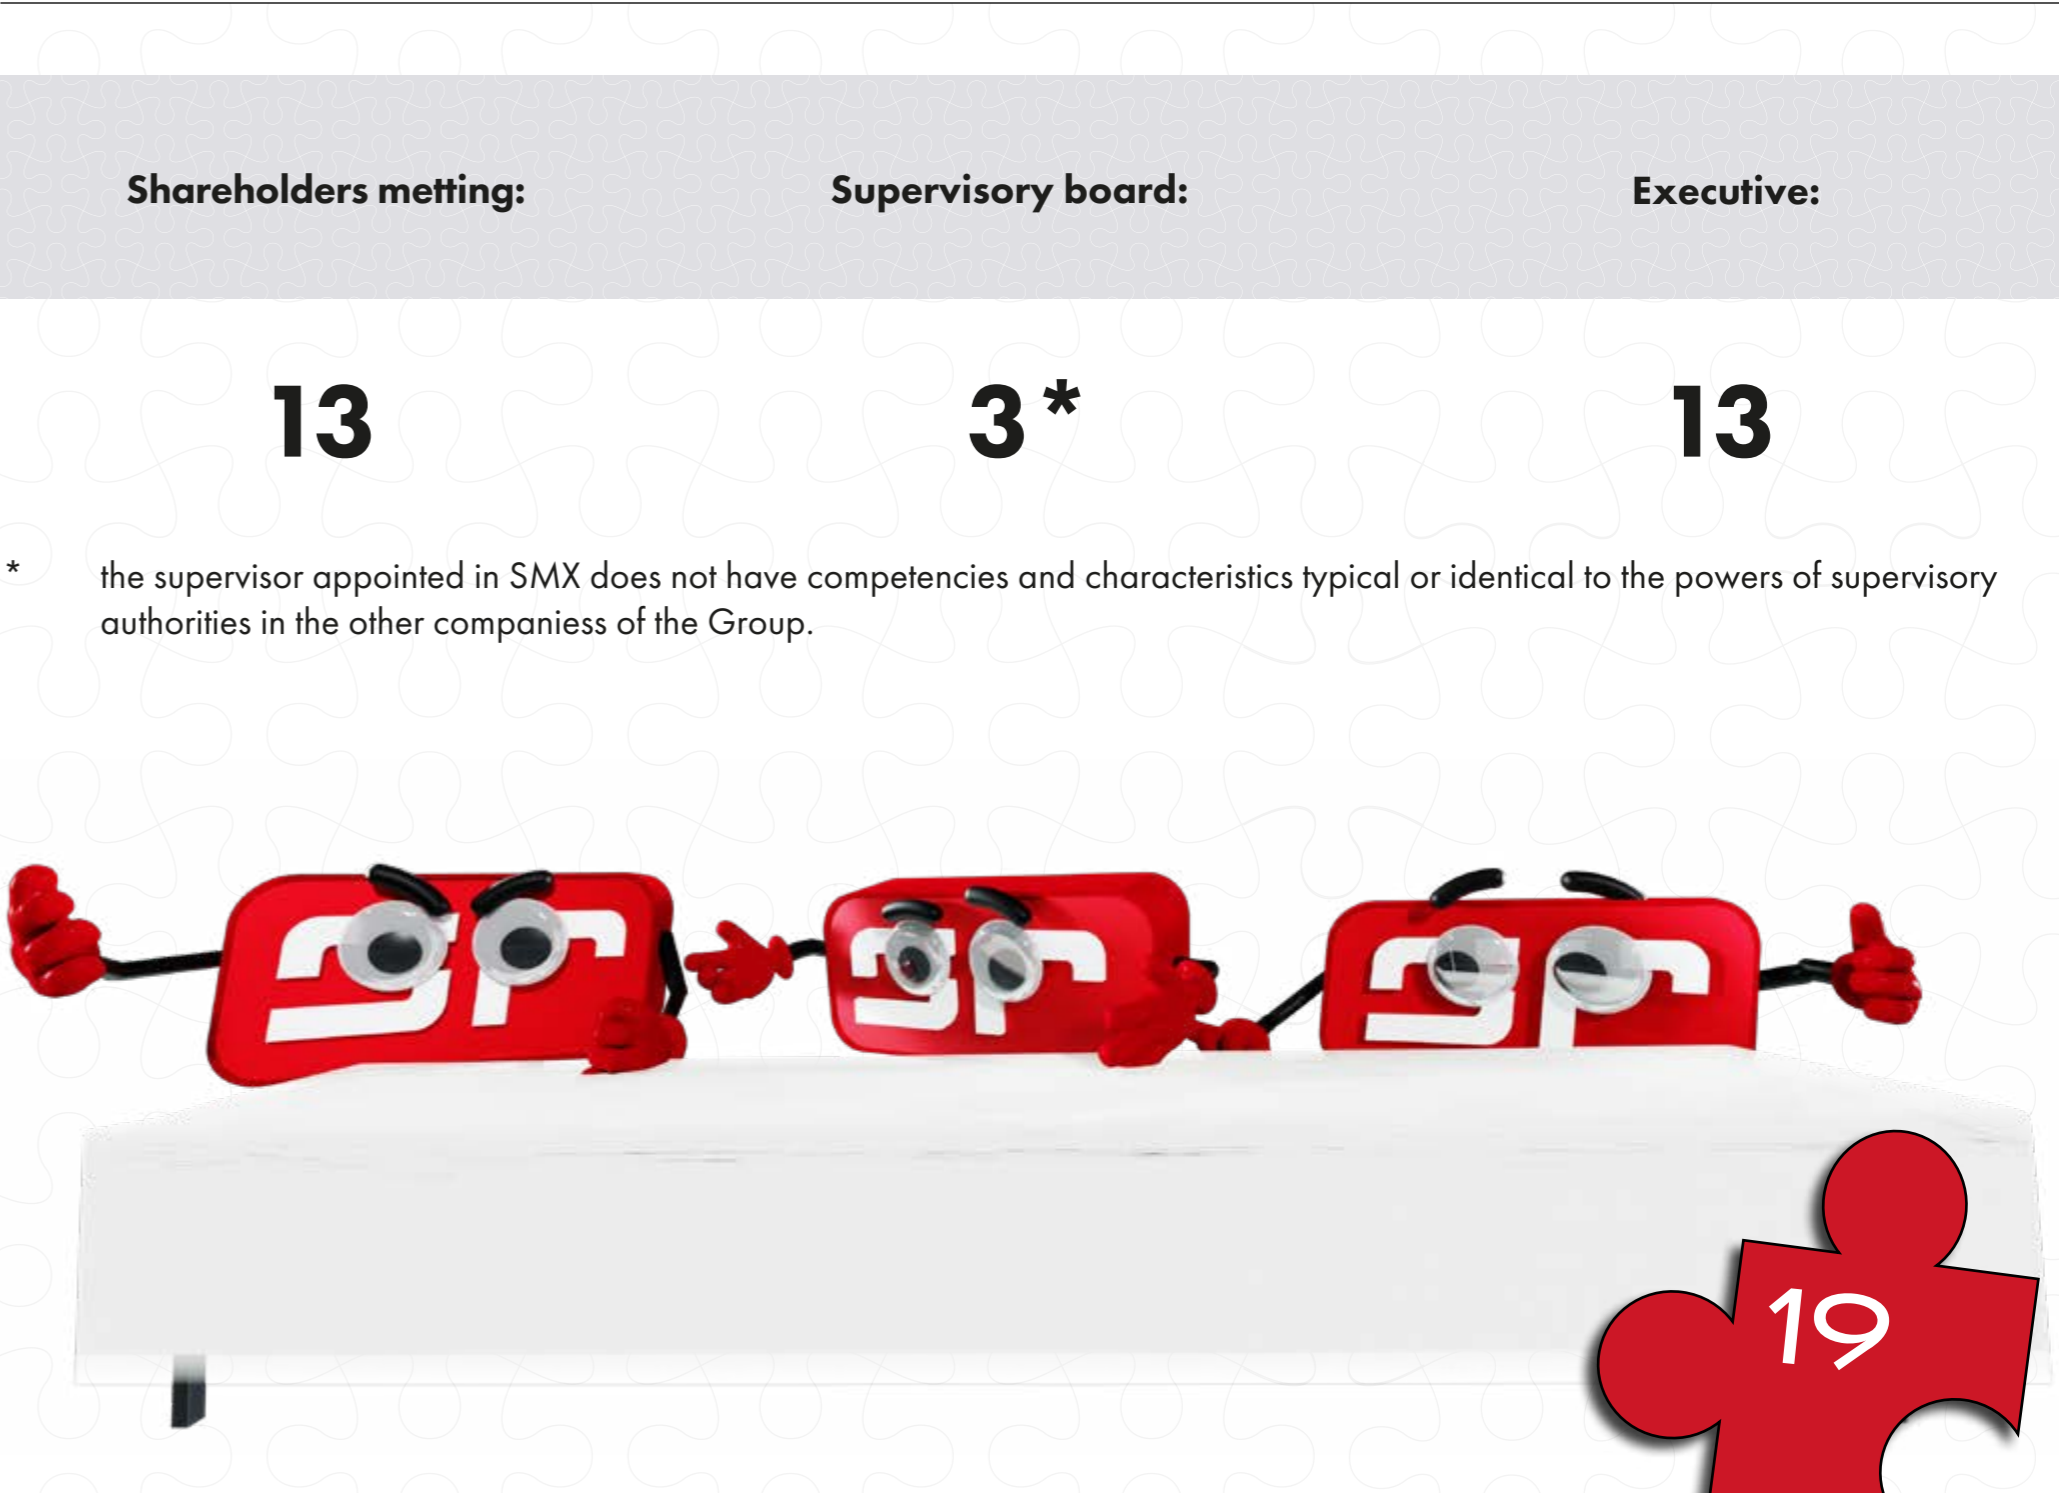 Shareholders metting: Supervisory board: Executive:
13 3* 13
* the supervisor appointed in SMX does not have competencies and characteristics typical or identical to the powers of supervisory
authorities in the other companiess of the Group.
19